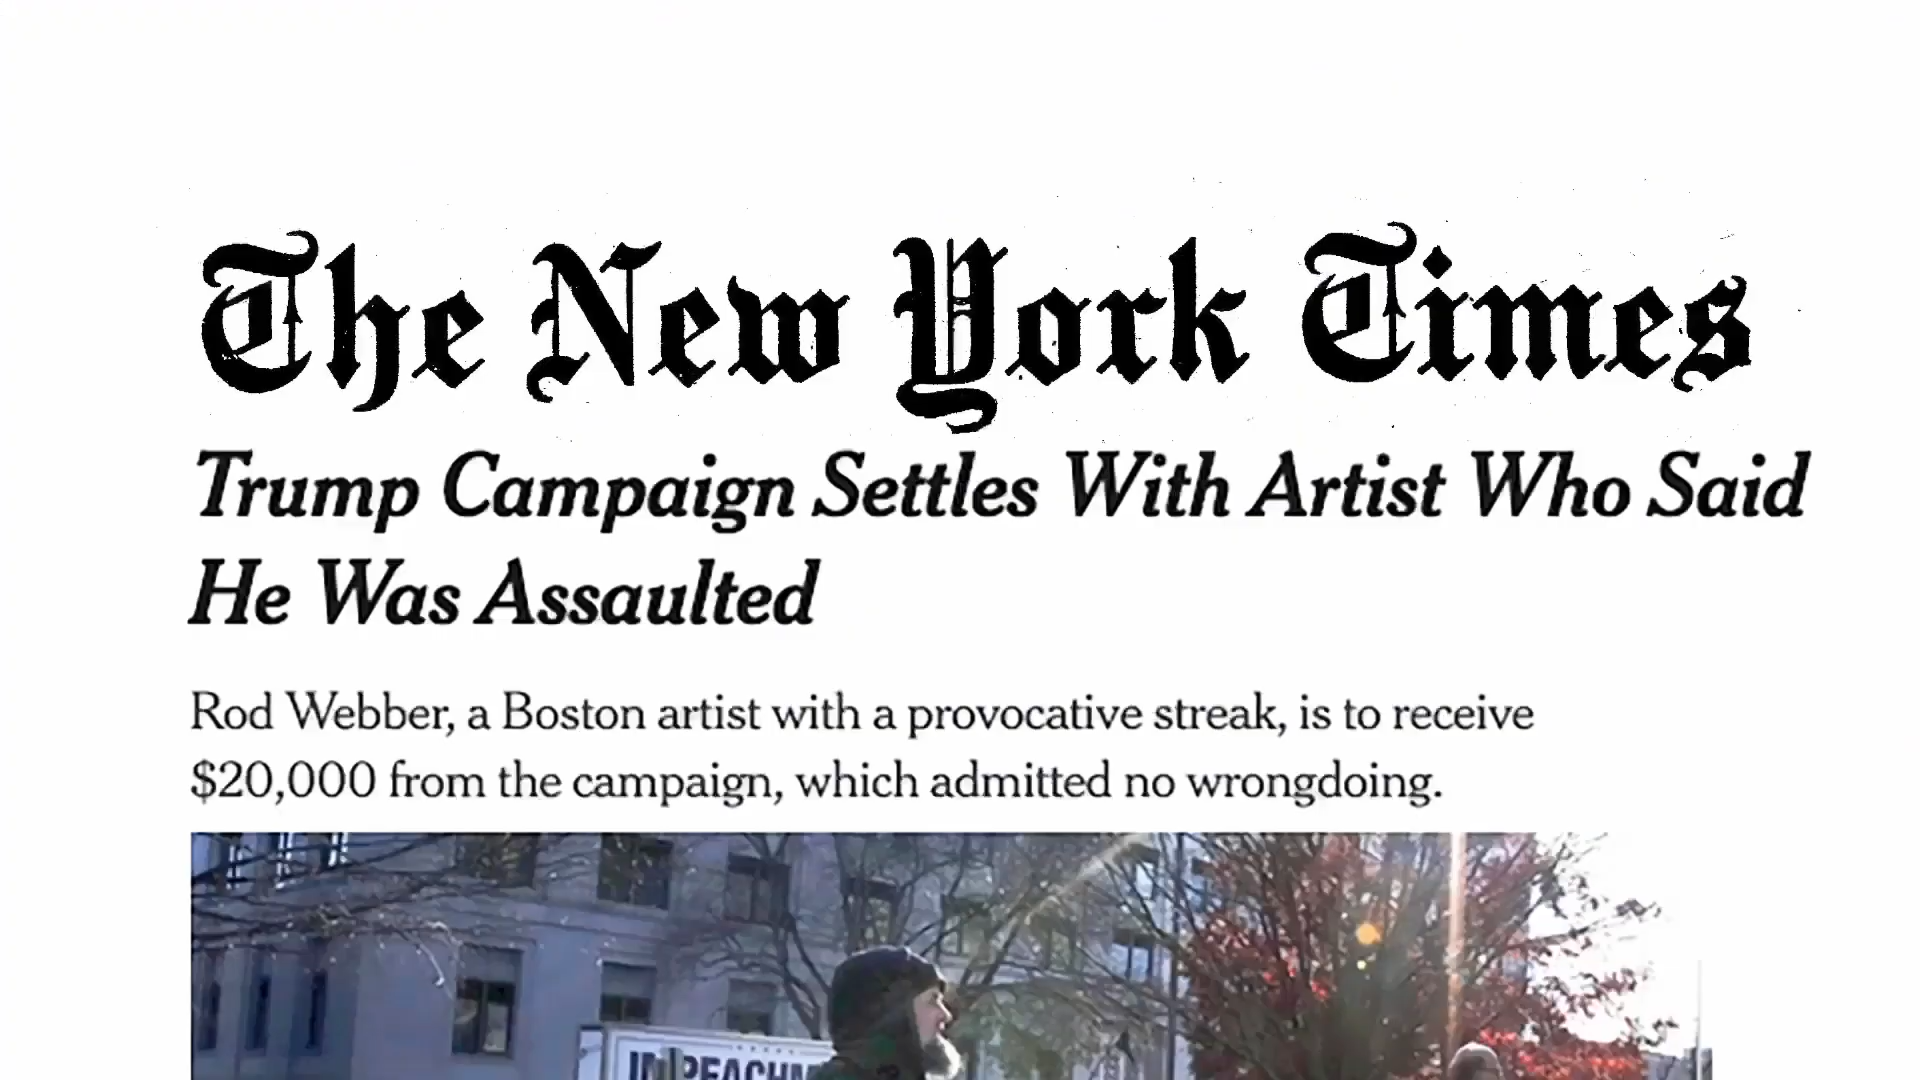 The New York Times
Trump Campaign Settles With Artist Who Said
He Was Assaulted
Rod Webber, a Boston artist with a provocative streak, is to receive
$20,000 from the campaign, which admitted no wrongdoing.